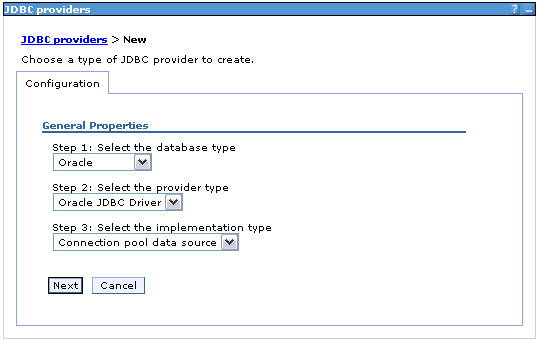 JDBC providers ? _
JDBC providers > New
Choose a type of JDBC provider to create.
Configuration
General Properties
Step 1: Select the database type
Oracle
Step 2: Select the provider type
Oracle JDBC Driver
Step 3: Select the implementation type
Connection pool data source
Next Cancel